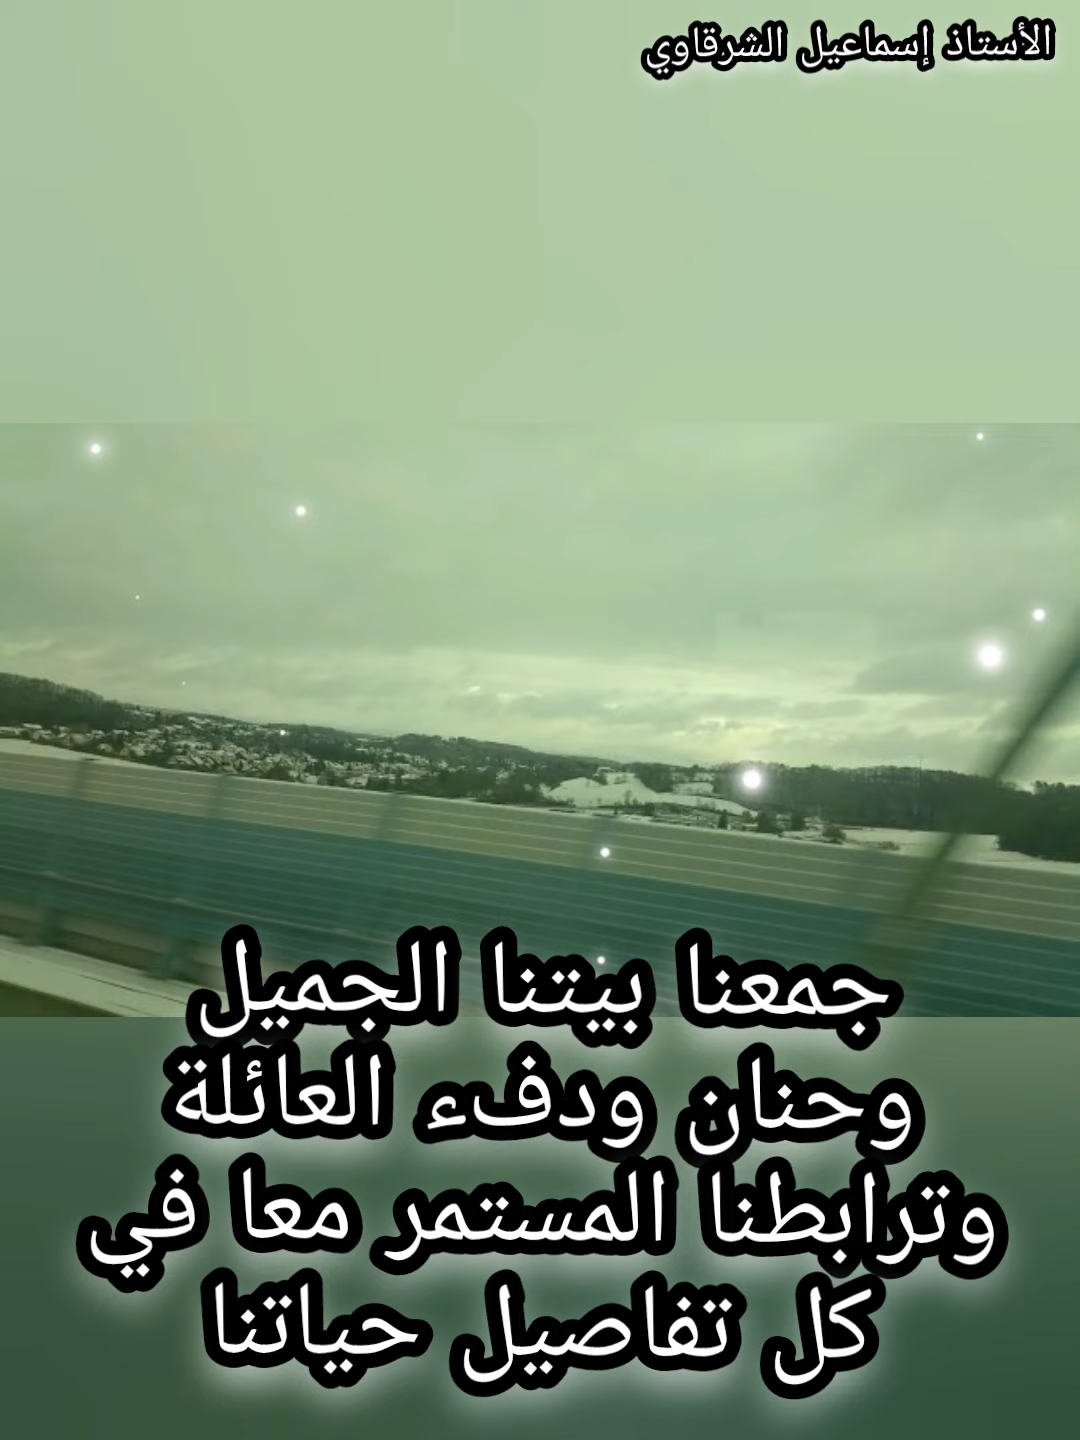 الأستاذ إسماعيل الشرقاوي
جمعنا بيتنا الجميل
وحنان ودفء العائلة
وترابطنا المستمر معا في
كل تفاصيل حياتنا